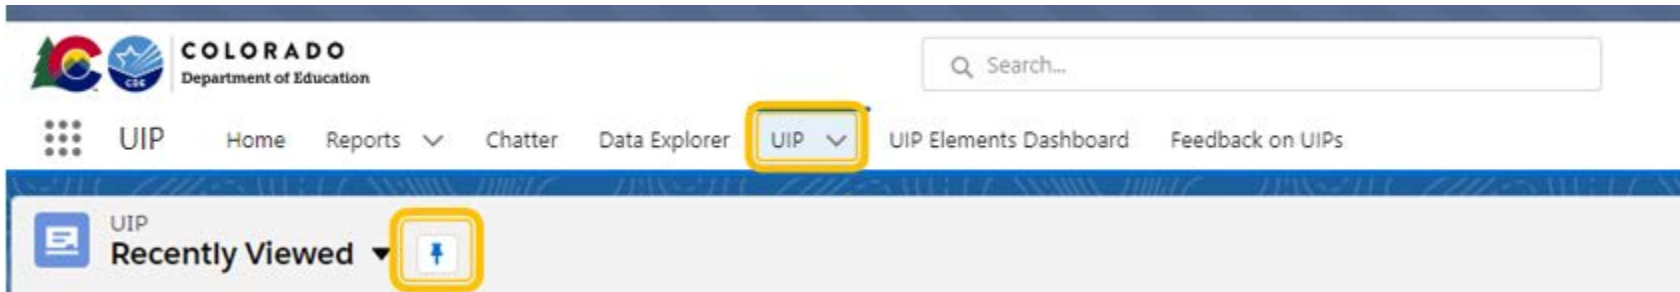 COLORADO
Department of Education
CDE
Search...
UIP Home Reports Chatter Data Explorer UIP UIP Elements Dashboard Feedback on UIPs
UIP
Recently Viewed